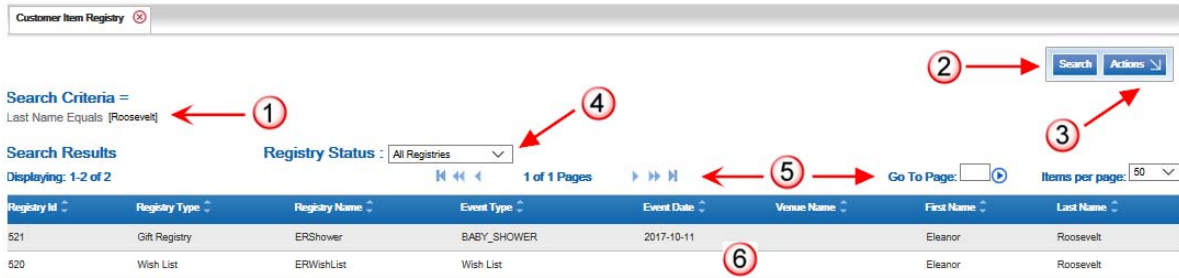 Customer Item Registry
2 Search Actions
Search Criteria =
Last Name Equals [Roosevelt] 1
4
3
Search Results Registry Status : All Registries
Displaying: 1-2 of 2 1 of 1 Pages 5 Go To Page: Items per page: 50
Registry Id Registry Type Registry Name Event Type Event Date Venue Name First Name Last Name
521 Gift Registry ERShower BABY_SHOWER 2017-10-11 Eleanor Roosevelt
520 Wish List ERWishList Wish List 6 Eleanor Roosevelt